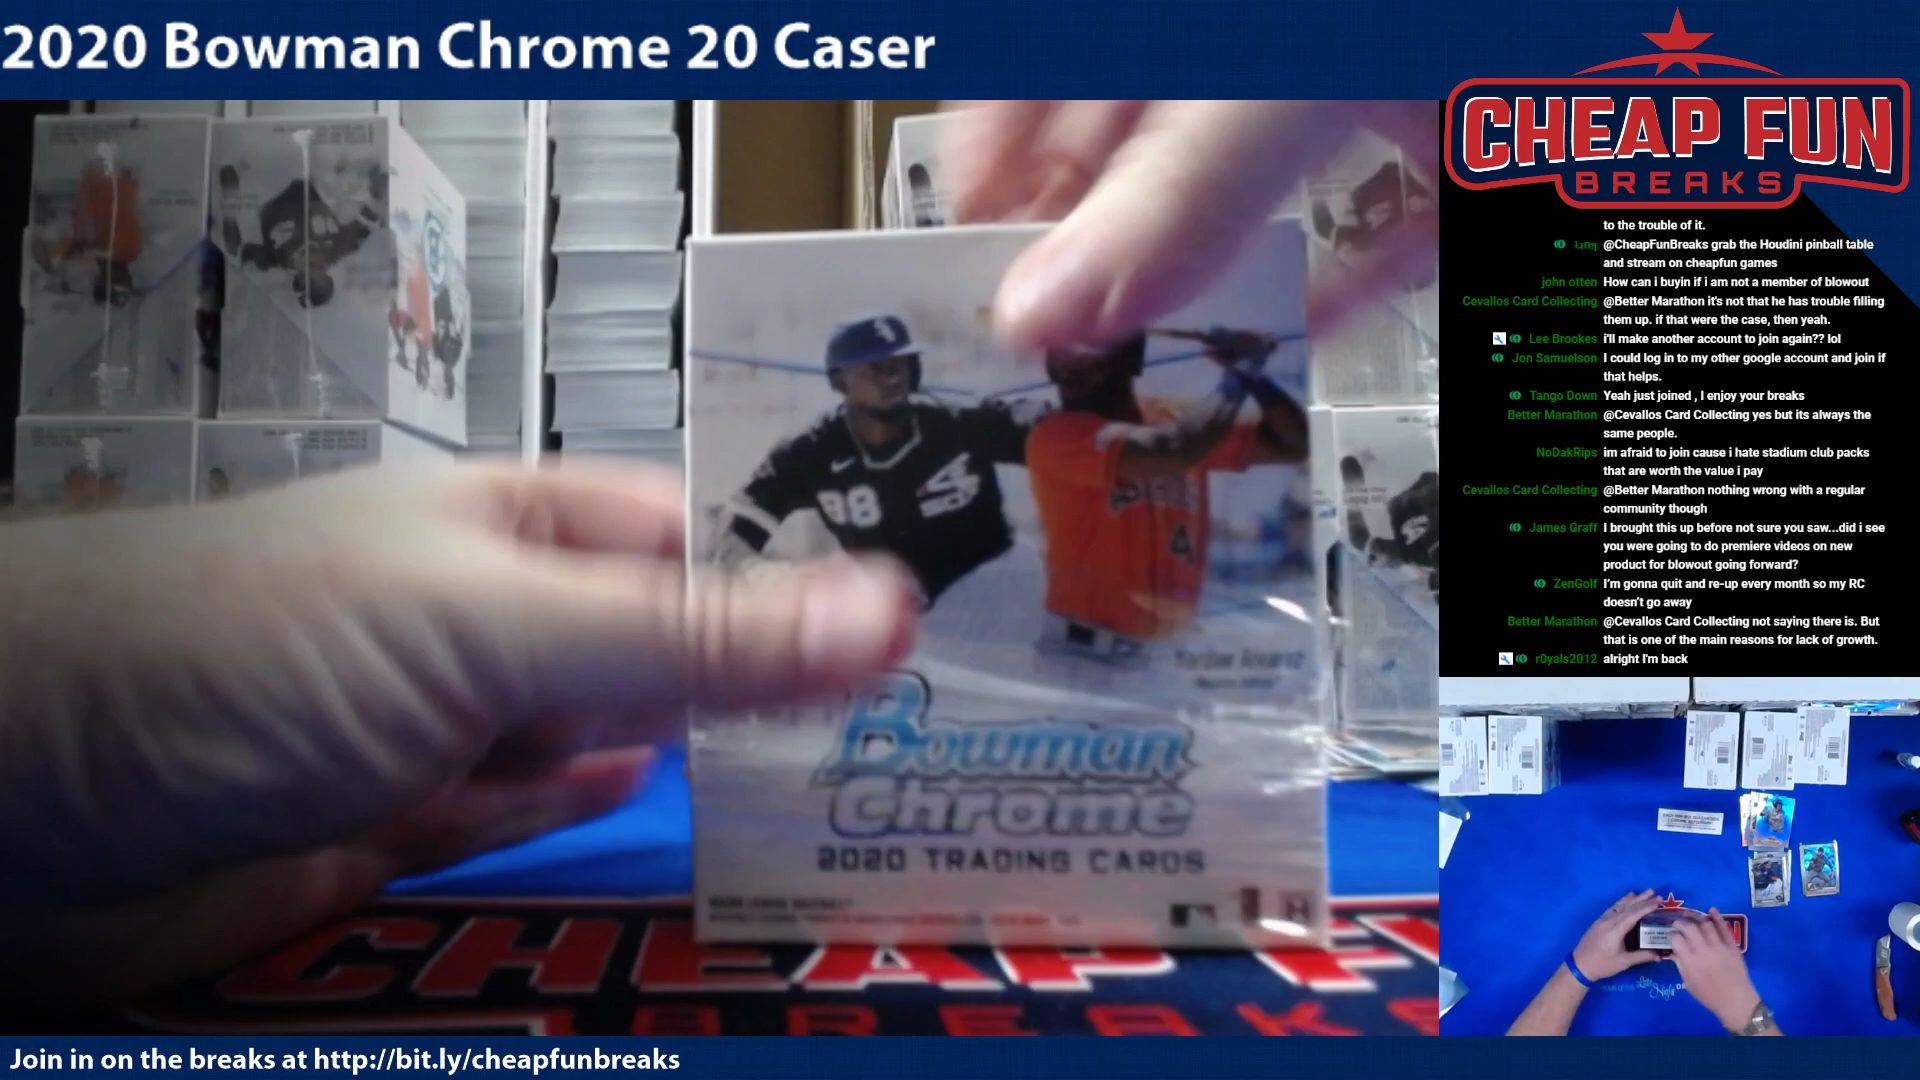 2020 Bowman Chrome 20 Caser
CHEAP FUN
BREAKS
to the trouble of it.
@CheapFunBreaks grab the Houdini pinball table
and stream on cheapfun games
john otten How can i buyin if i am not a member of blowout
Cevallos Card Collecting @Better Marathon it's not that he has trouble filling
them up. if that were the case, then yeah.
Lee Brookes i'll make another account to join again?? lol
Jon Samuelson I could log in to my other google account and join if
that helps.
Tango Down Yeah just joined , I enjoy your breaks
Better Marathon @Cevallos Card Collecting yes but its always the
same people.
NoDakRips im afraid to join cause i hate stadium club packs
that are worth the value i pay
Cevallos Card Collecting @Better Marathon nothing wrong with a regular
community though
James Graff I brought this up before not sure you saw...did i see
you were going to do premiere videos on new
product for blowout going forward?
ZenGolf I'm gonna quit and re-up every month so my RC
doesn't go away
Better Marathon @Cevallos Card Collecting not saying there is. But
that is one of the main reasons for lack of growth.
r0yals2012 alright I'm back
98
SOX
4
Yordan Alvarez
Bowman
Chrome
2020 TRADING CARDS
CHEAP F
BREAKS
Join in on the breaks at http://bit.ly/cheapfunbreaks